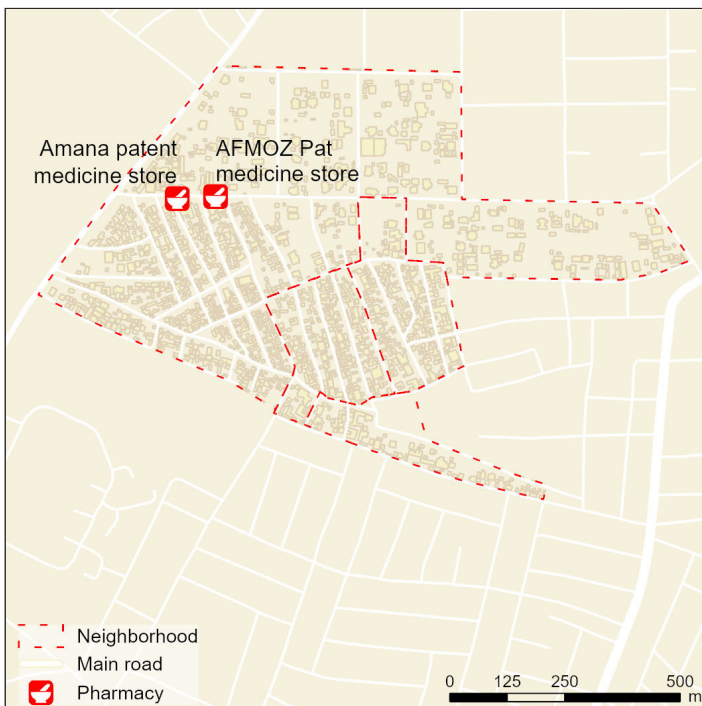 Amana patent
medicine store
AFMOZ Pat
medicine store
Neighborhood
Main road
Pharmacy
0 125 250 500
m